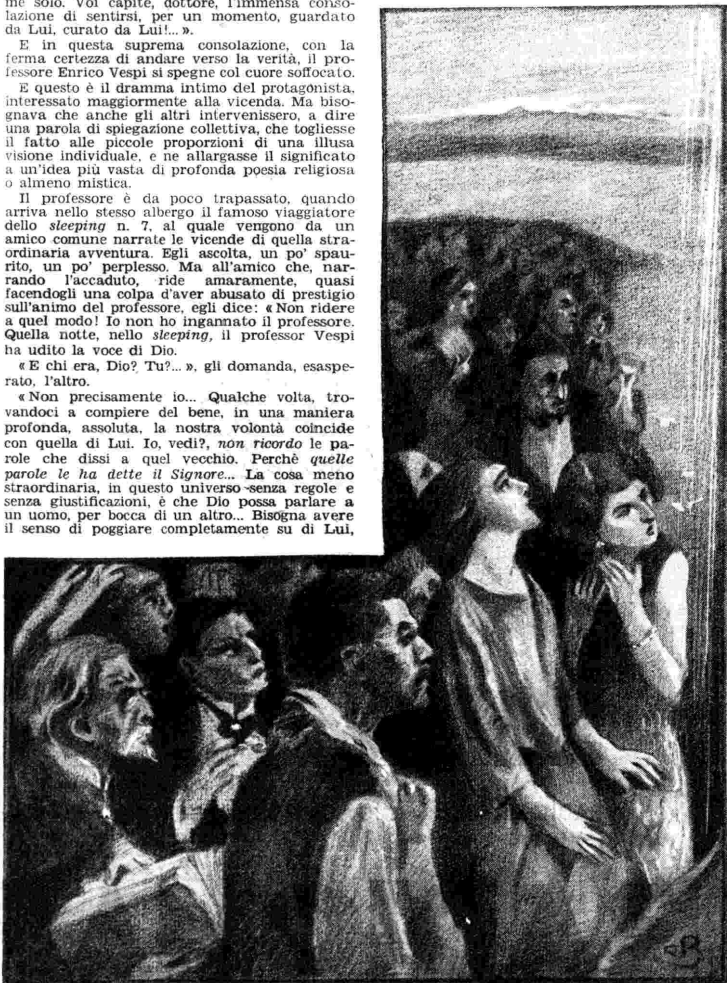 me solo. Voi capite, dottore, l'immensa conso-
lazione di sentirsi, per un momento, guardato
da Lui, curato da Lui!... ».
E in questa suprema consolazione, con la
ferma certezza di andare verso la verità, il pro-
fessore Enrico Vespi si spegne col cuore soffocato.
E questo è il dramma intimo del protagonista,
interessato maggiormente alla vicenda. Ma biso-
gnava che anche gli altri intervenissero, a dire
una parola di spiegazione collettiva, che togliesse
il fatto alle piccole proporzioni di una illusa
visione individuale, e ne allargasse il significato
a un'idea più vasta di profonda poesia religiosa
o almeno mistica.
Il professore è da poco trapassato, quando
arriva nello stesso albergo il famoso viaggiatore
dello sleeping n. 7, al quale vengono da un
amico comune narrate le vicende di quella stra-
ordinaria avventura. Egli ascolta, un po' spau-
rito, un po' perplesso. Ma all'amico che, nar-
rando l'accaduto, ride amaramente, quasi
facendogli una colpa d'aver abusato di prestigio
sull'animo del professore, egli dice: « Non ridere
a quel modo! Io non ho ingannato il professore.
Quella notte, nello sleeping, il professor Vespi
ha udito la voce di Dio.
« E chi era, Dio? Tu?... », gli domanda, esaspe-
rato, l'altro.
« Non precisamente io... Qualche volta, tro-
vandoci a compiere del bene, in una maniera
profonda, assoluta, la nostra volontà coincide
con quella di Lui. Io, vedi?, non ricordo le pa-
role che dissi a quel vecchio. Perchè quelle
parole le ha dette il Signore... La cosa meno
straordinaria, in questo universo senza regole e
senza giustificazioni, è che Dio possa parlare a
un uomo, per bocca di un altro... Bisogna avere
il senso di poggiare completamente su di Lui,